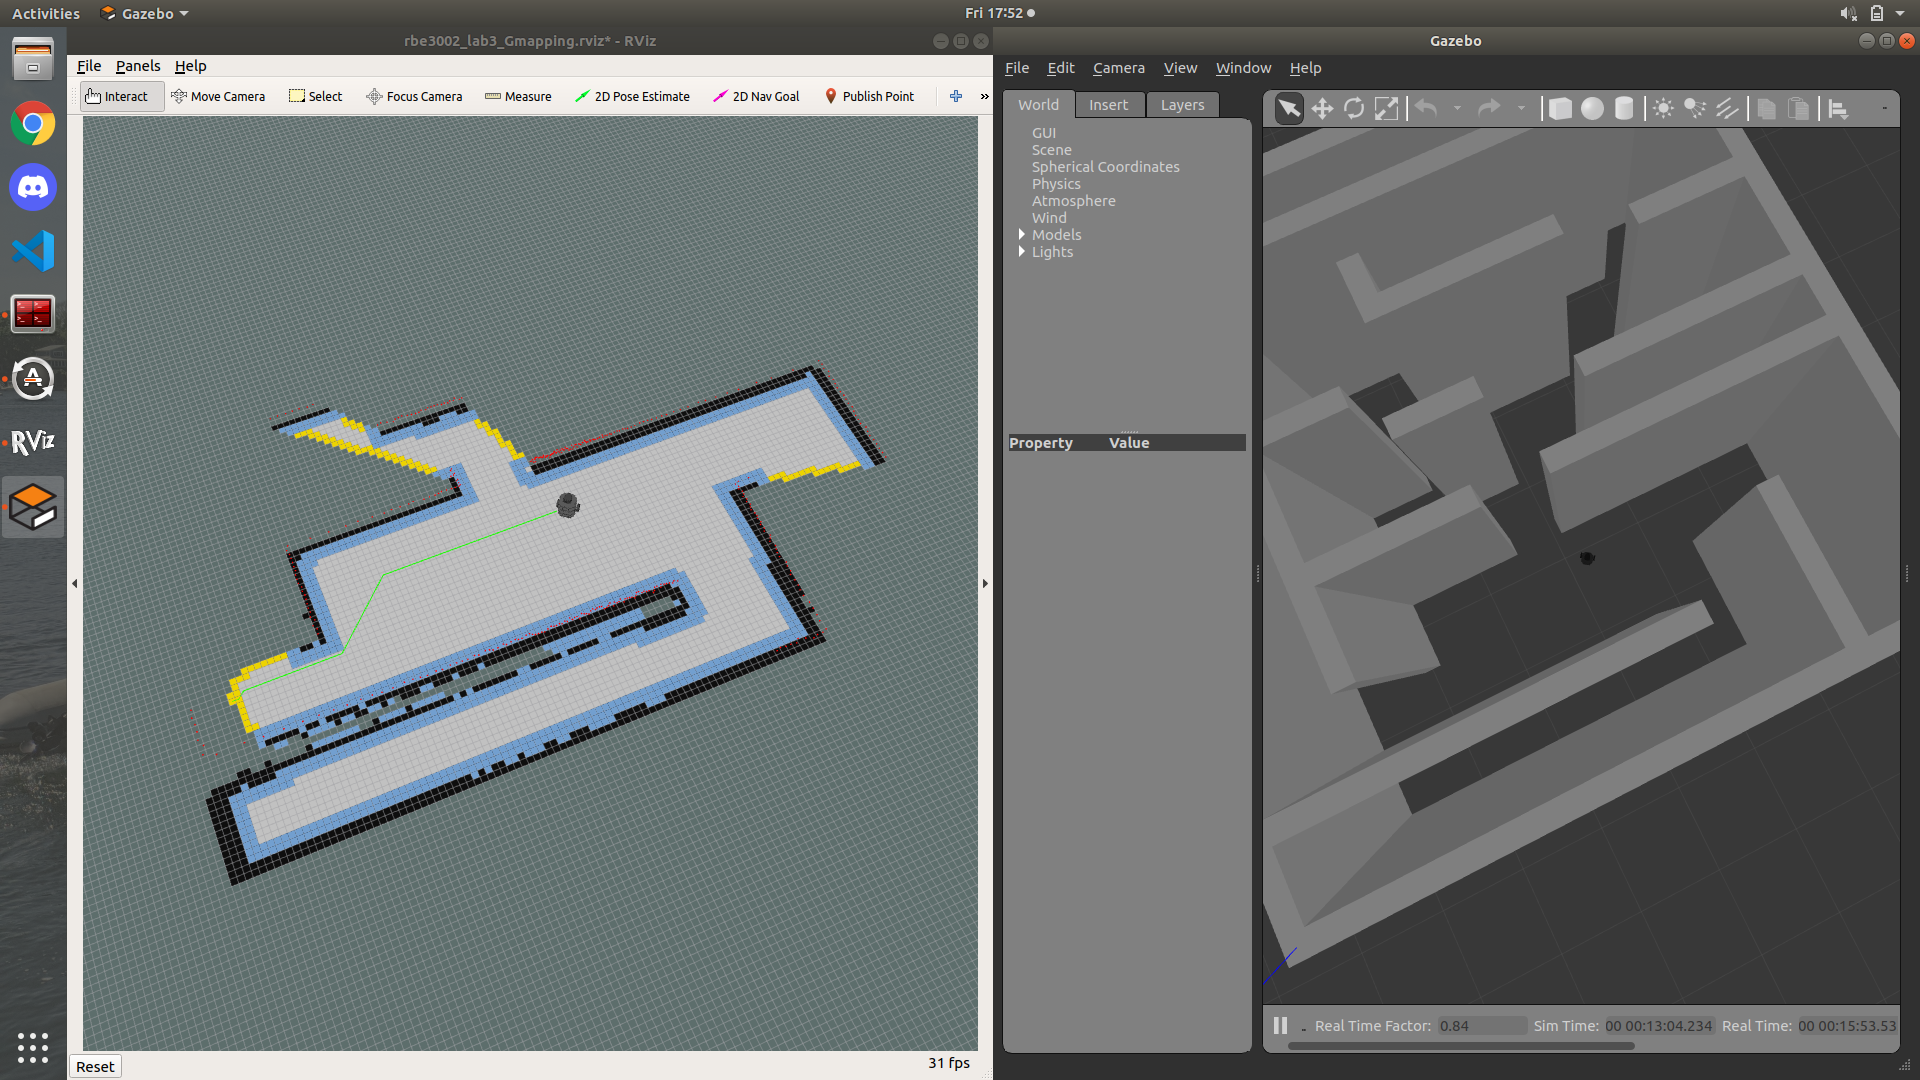 Activities Gazebo Fri 17:52
rbe3002_lab3_Gmapping.rviz* - RViz
File Panels Help
Interact Move Camera Select Focus Camera Measure 2D Pose Estimate 2D Nav Goal Publish Point »
RViz
Reset
31 fps
Gazebo
File Edit Camera View Window Help
World Insert Layers
GUI
Scene
Spherical Coordinates
Physics
Atmosphere
Wind
Models
Lights
Property Value
Real Time Factor: 0.84 Sim Time: 00 00:13:04.234 Real Time: 00 00:15:53.53